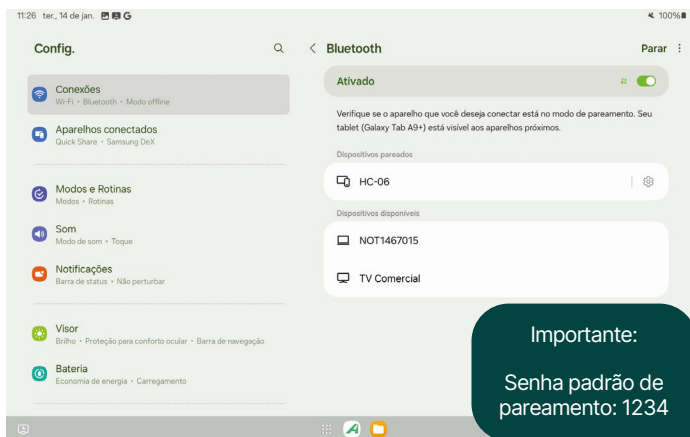 11:26 ter., 14 de jan. G
100%
Config.
Conexões
Wi-Fi • Bluetooth • Modo offline
Aparelhos conectados
Quick Share • Samsung DeX
Modos e Rotinas
Modos • Rotinas
Som
Modo de som • Toque
Notificações
Barra de status • Não perturbar
Visor
Brilho • Proteção para conforto ocular • Barra de navegação
Bateria
Economia de energia • Carregamento
Bluetooth
Parar
Ativado
Verifique se o aparelho que você deseja conectar está no modo de pareamento. Seu
tablet (Galaxy Tab A9+) está visível aos aparelhos próximos.
Dispositivos pareados
HC-06
Dispositivos disponíveis
NOT1467015
TV Comercial
Importante:
Senha padrão de
pareamento: 1234